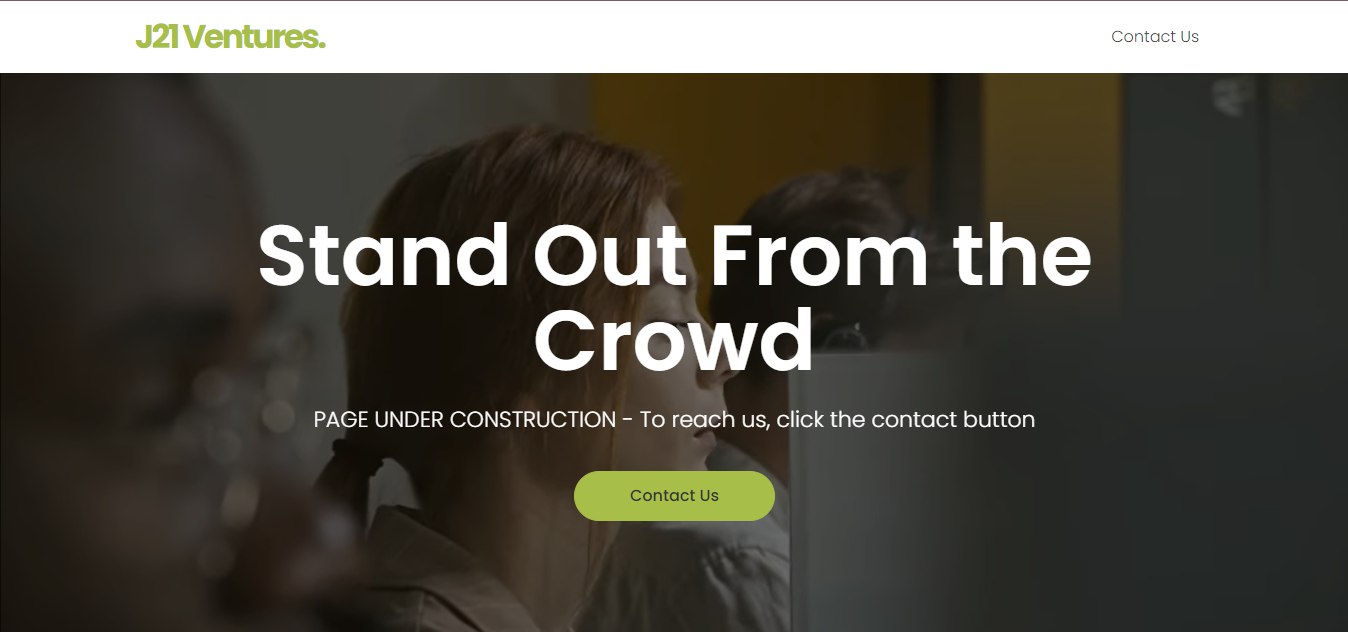 J21 Ventures.
Contact Us
Stand Out From the
Crowd
PAGE UNDER CONSTRUCTION - To reach us, click the contact button
Contact Us